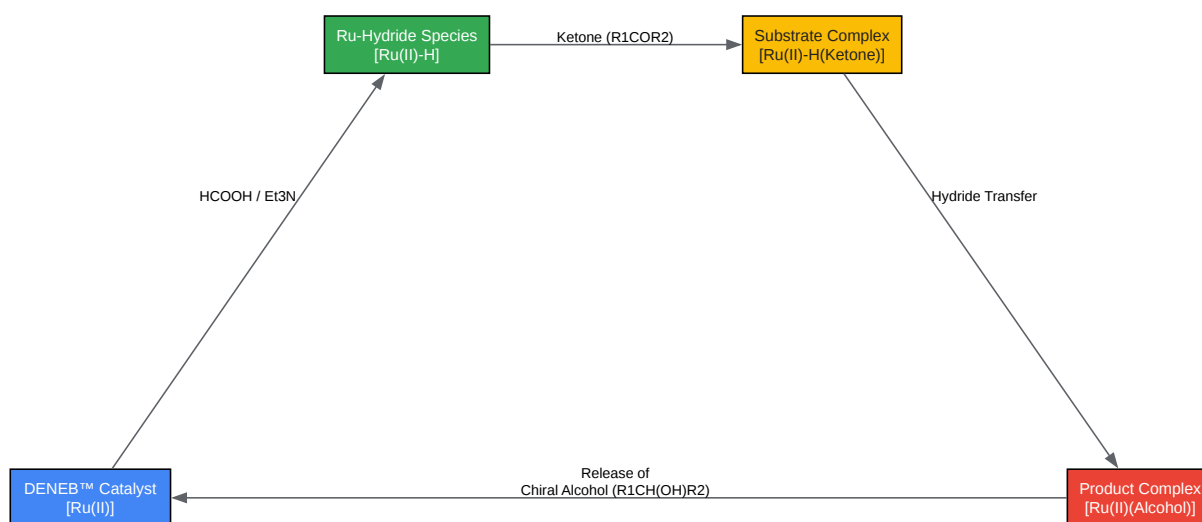 Ru-Hydride Species
[Ru(II)-H]
Ketone (R1COR2)
Substrate Complex
[Ru(II)-H(Ketone)]
HCOOH / Et3N
Hydride Transfer
DENEB™ Catalyst
[Ru(II)]
Release of
Chiral Alcohol (R1CH(OH)R2)
Product Complex
[Ru(II)(Alcohol)]